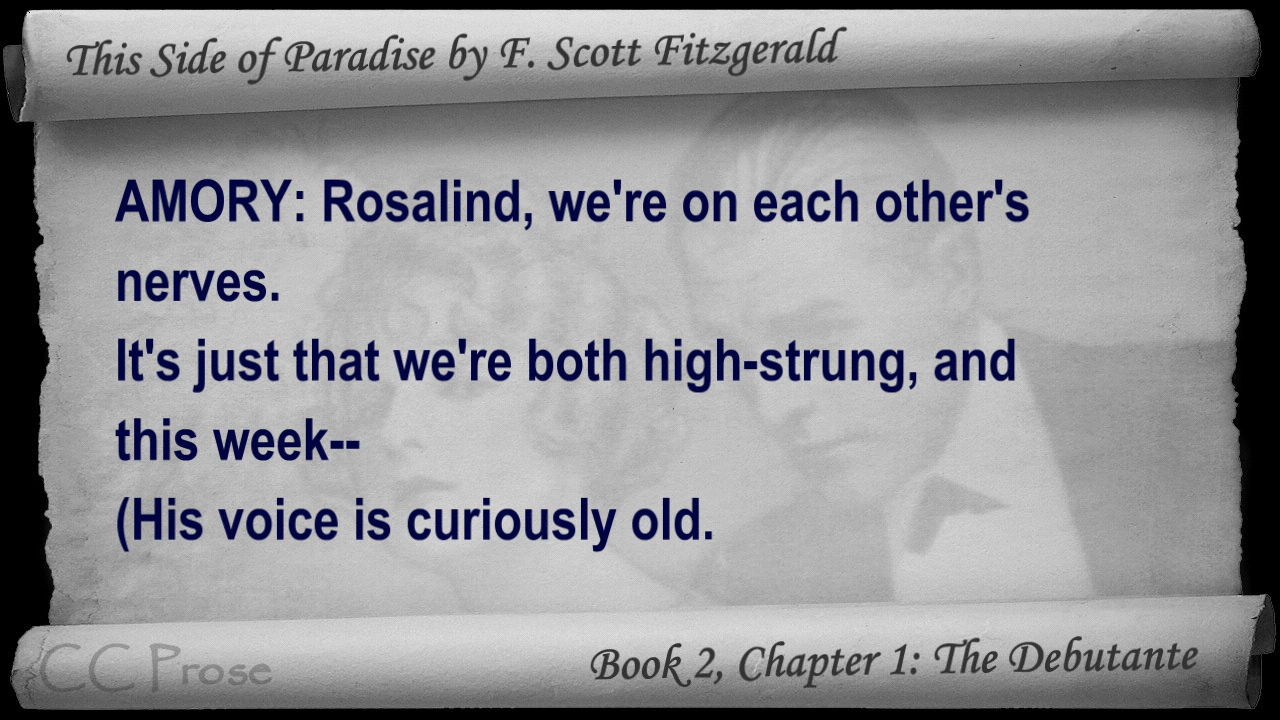 This Side of Paradise by F. Scott Fitzgerald
AMORY: Rosalind, we're on each other's
nerves.
It's just that we're both high-strung, and
this week--
(His voice is curiously old.
CC Prose
Book 2, Chapter 1: The Debutante